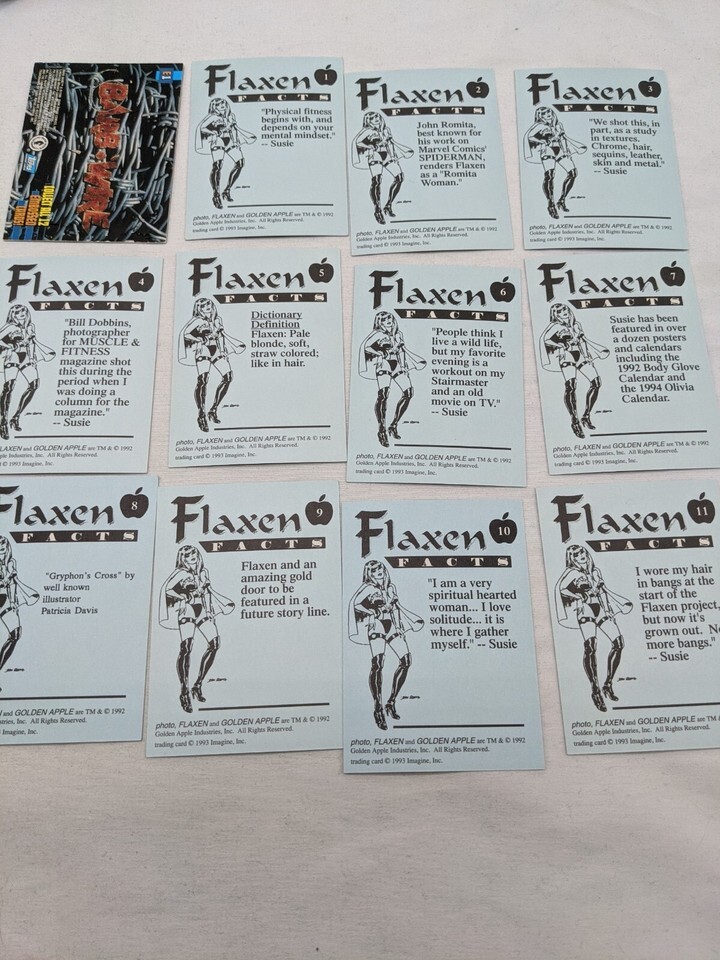 BARB WIRE
COLLECT ALL 12
EMBOSSED
CARDS!
topps
Flaxen 1
FACTS
"Physical fitness
begins with, and
depends on your
mental mindset."
-- Susie
photo, FLAXEN and GOLDEN APPLE are TM & © 1992
Golden Apple Industries, Inc. All Rights Reserved.
trading card © 1993 Imagine, Inc.
Flaxen 2
FACTS
John Romita,
best known for
his work on
Marvel Comics'
SPIDERMAN,
renders Flaxen
as a "Romita
Woman."
photo, FLAXEN and GOLDEN APPLE are TM & © 1992
Golden Apple Industries, Inc. All Rights Reserved.
trading card © 1993 Imagine, Inc.
Flaxen 3
FACTS
"We shot this, in
part, as a study
in textures.
Chrome, hair,
sequins, leather,
skin and metal."
-- Susie
photo, FLAXEN and GOLDEN APPLE are TM & © 1992
Golden Apple Industries, Inc. All Rights Reserved.
trading card © 1993 Imagine, Inc.
Flaxen 4
FACTS
"Bill Dobbins,
photographer
for MUSCLE &
FITNESS
magazine shot
this during the
period when I
was doing a
column for the
magazine."
-- Susie
FLAXEN and GOLDEN APPLE are TM & © 1992
Apple Industries, Inc. All Rights Reserved.
card © 1993 Imagine, Inc.
Flaxen 5
FACTS
Dictionary
Definition
Flaxen: Pale
blonde, soft,
straw colored;
like in hair.
photo, FLAXEN and GOLDEN APPLE are TM & © 1992
Golden Apple Industries, Inc. All Rights Reserved.
trading card © 1993 Imagine, Inc.
Flaxen 6
FACTS
"People think I
live a wild life,
but my favorite
evening is a
workout on my
Stairmaster
and an old
movie on TV."
-- Susie
photo, FLAXEN and GOLDEN APPLE are TM & © 1992
Golden Apple Industries, Inc. All Rights Reserved.
trading card © 1993 Imagine, Inc.
Flaxen 7
FACTS
Susie has been
featured in over
a dozen posters
and calendars
including the
1992 Body Glove
Calendar and
the 1994 Olivia
Calendar.
photo, FLAXEN and GOLDEN APPLE are TM & © 1992
Golden Apple Industries, Inc. All Rights Reserved.
trading card © 1993 Imagine, Inc.
Flaxen 8
FACTS
"Gryphon's Cross" by
well known
illustrator
Patricia Davis
and GOLDEN APPLE are TM & © 1992
Industries, Inc. All Rights Reserved.
Imagine, Inc.
Flaxen 9
FACTS
Flaxen and an
amazing gold
door to be
featured in a
future story line.
photo, FLAXEN and GOLDEN APPLE are TM & © 1992
Golden Apple Industries, Inc. All Rights Reserved.
trading card © 1993 Imagine, Inc.
Flaxen 10
FACTS
"I am a very
spiritual hearted
woman... I love
solitude... it is
where I gather
myself." -- Susie
photo, FLAXEN and GOLDEN APPLE are TM & © 1992
Golden Apple Industries, Inc. All Rights Reserved.
trading card © 1993 Imagine, Inc.
Flaxen 11
FACTS
I wore my hair
in bangs at the
start of the
Flaxen project,
but now it's
grown out. No
more bangs."
-- Susie
photo, FLAXEN and GOLDEN APPLE are TM & © 1992
Golden Apple Industries, Inc. All Rights Reserved.
trading card © 1993 Imagine, Inc.